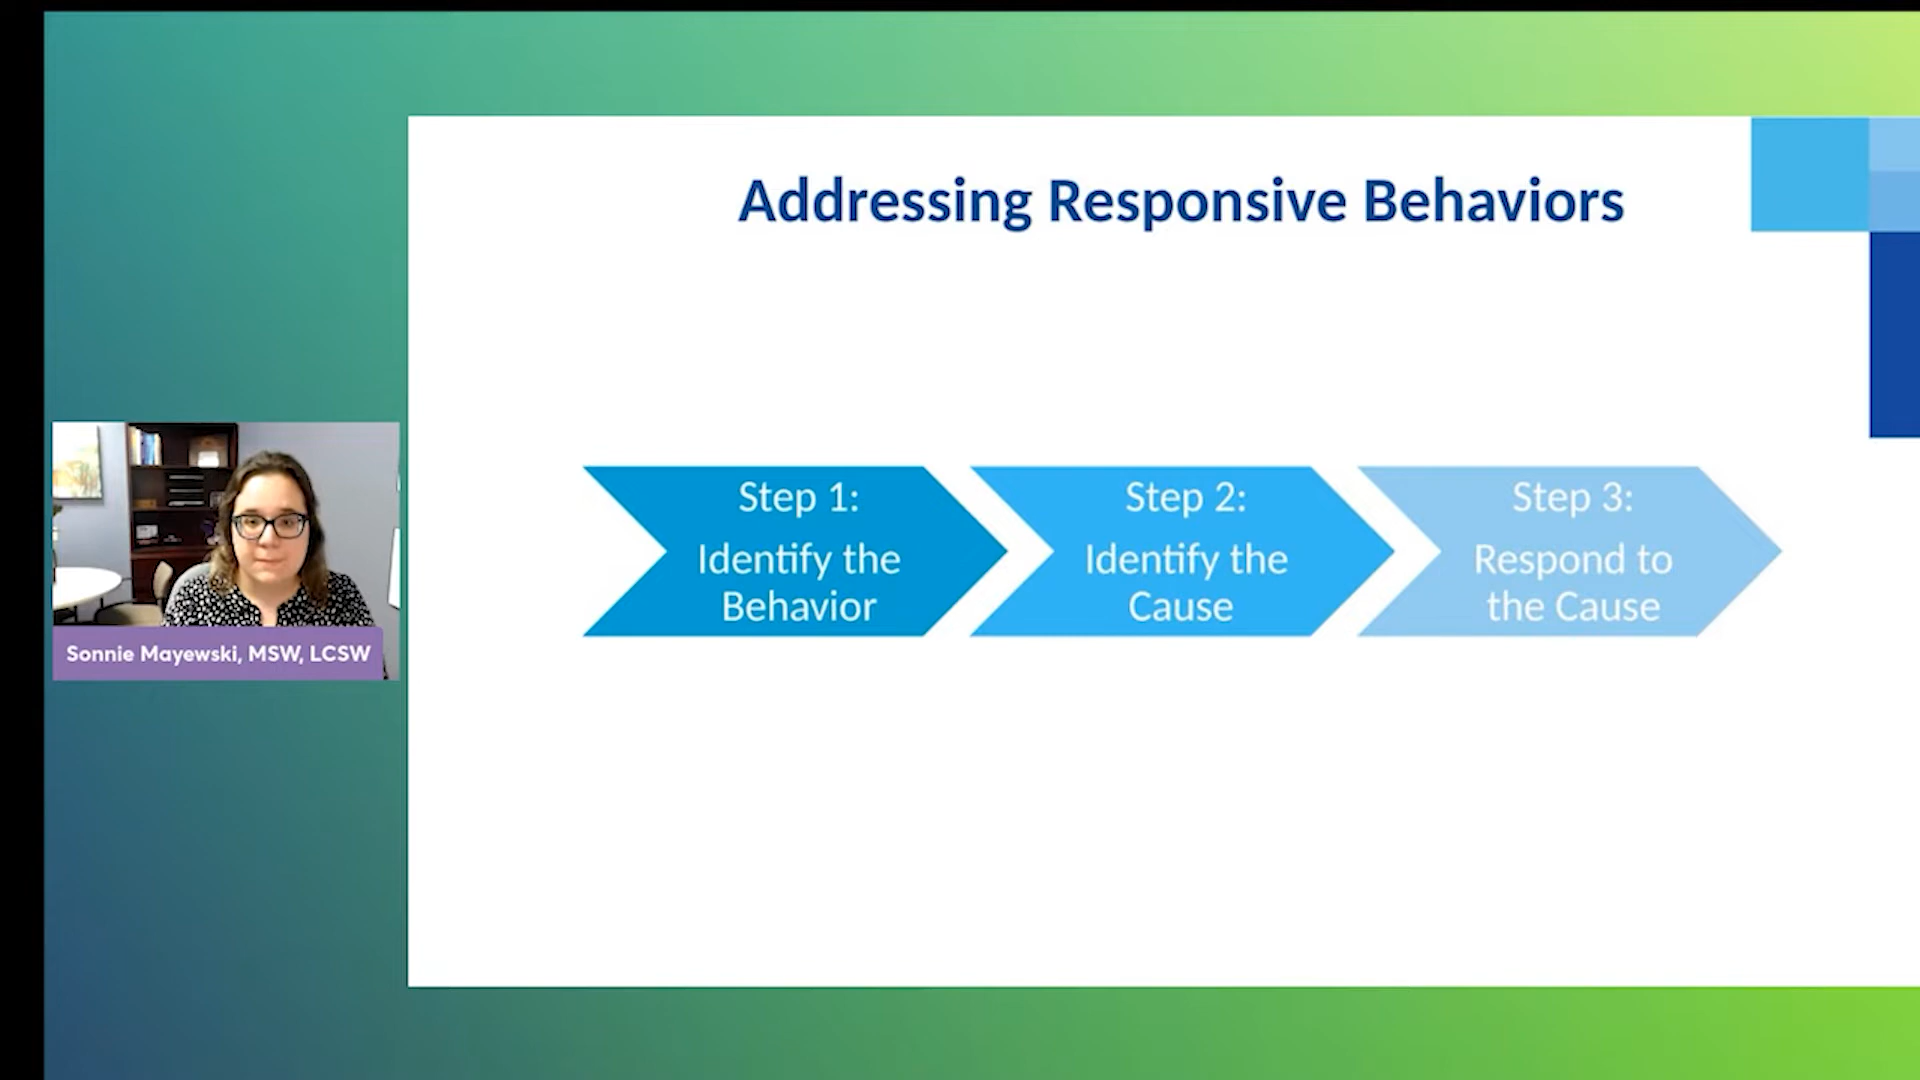 Addressing Responsive Behaviors
Step 1:
Identify the
Behavior
Step 2:
Identify the
Cause
Step 3:
Respond to
the Cause
Sonnie Mayewski, MSW, LCSW